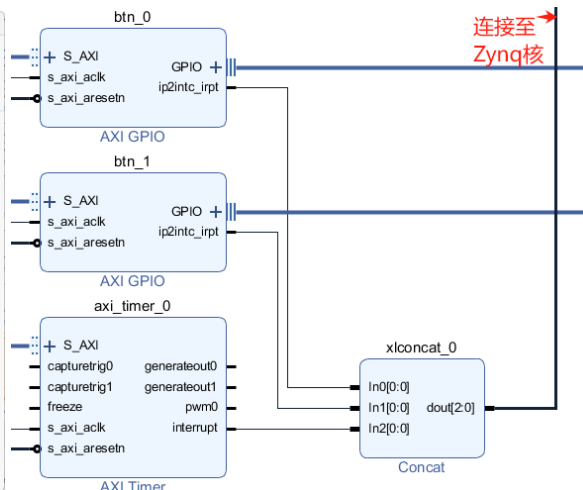 btn_0
S_AXI
s_axi_aclk
s_axi_aresetn
GPIO
ip2intc_irpt
AXI GPIO
连接至
Zynq核
btn_1
S_AXI
s_axi_aclk
s_axi_aresetn
GPIO
ip2intc_irpt
AXI GPIO
axi_timer_0
S_AXI
capturetrig0
capturetrig1
freeze
s_axi_aclk
s_axi_aresetn
generateout0
generateout1
pwm0
interrupt
AXI Timer
xlconcat_0
In0[0:0]
In1[0:0]
In2[0:0]
dout[2:0]
Concat